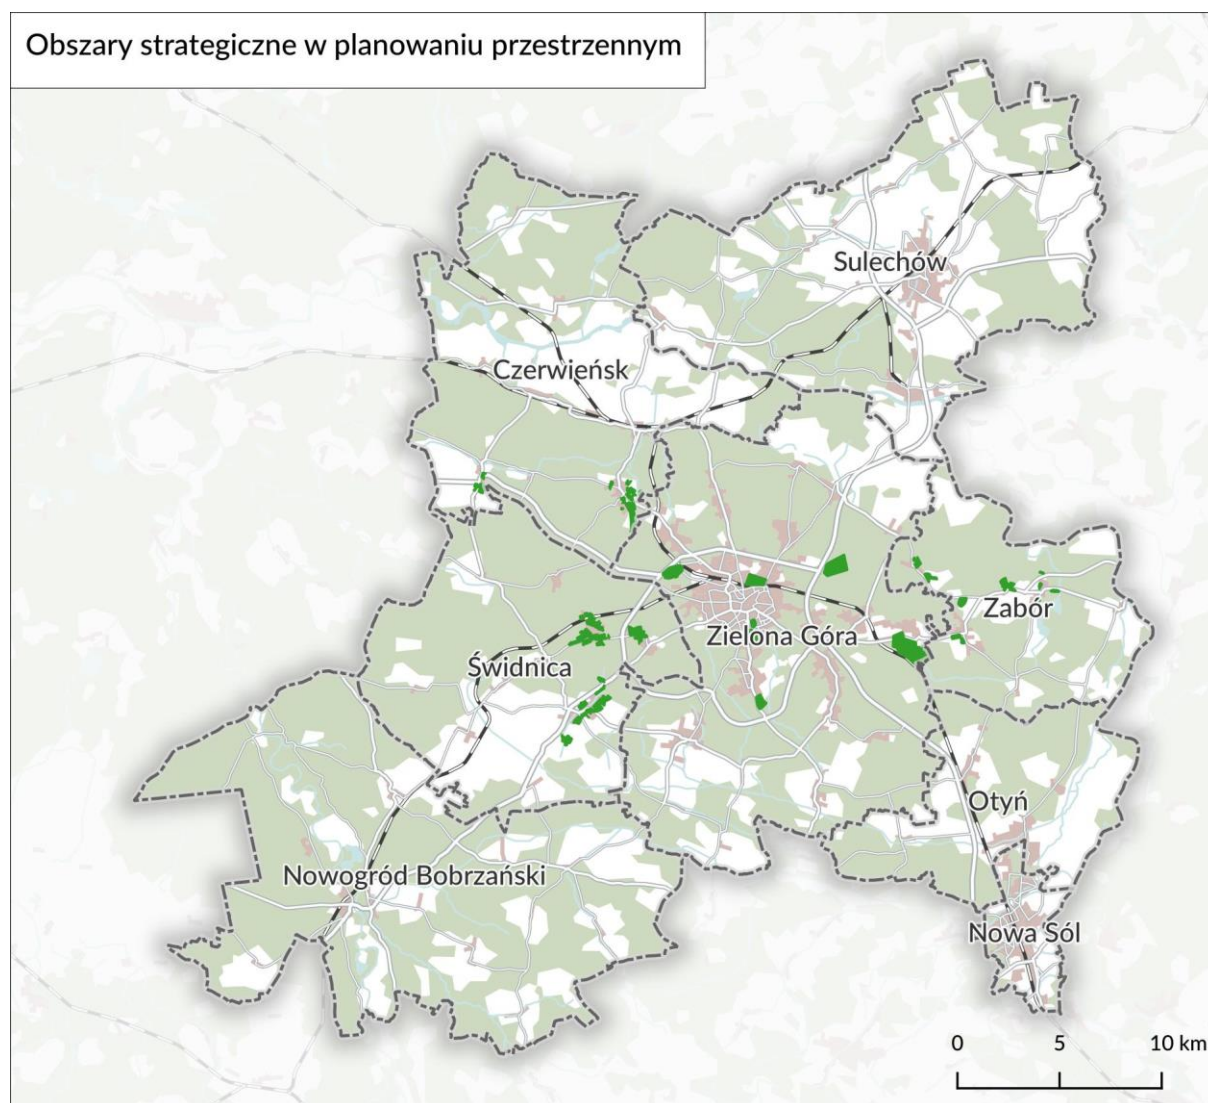 Obszary strategiczne w planowaniu przestrzennym
Sulechów
Czerwieńsk
Zabór
Zielona Góra
Świdnica
Otyń
Nowogród Bobrzański
Nowa Sól
0 5 10 km